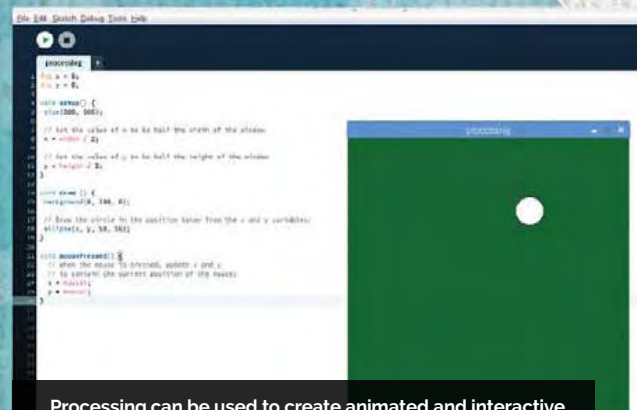 File Edit Sketch Debug Tools Help
processing
int x = 0;
int y = 0;
void setup() {
size(500, 500);
// Set the value of x to be half the width of the window
x = width / 2;
// Set the value of y to be half the height of the window
y = height / 2;
}
void draw () {
background(0, 100, 0);
// Draw the circle in the position taken from the x and y variables
ellipse(x, y, 50, 50);
}
void mousePressed() {
// When the mouse is pressed, update x and y
// to contain the current position of the mouse
x = mouseX;
y = mouseY;
}
processing
Processing can be used to create animated and interactive